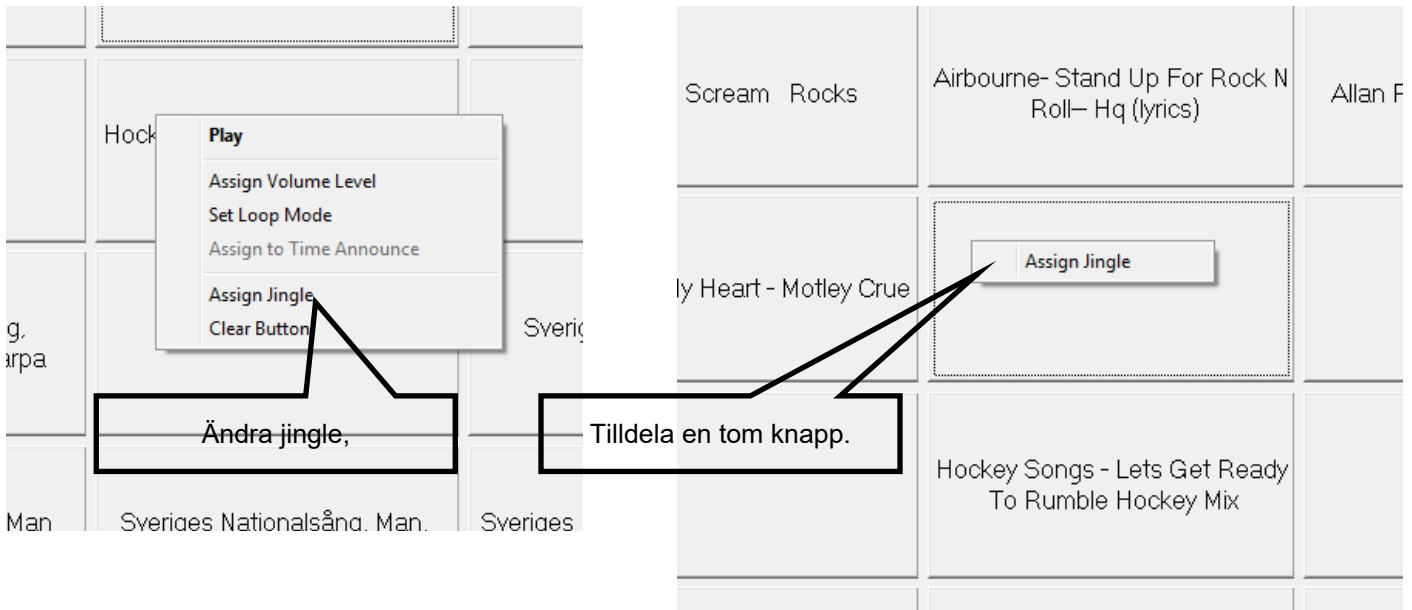 Hock
Play
Assign Volume Level
Set Loop Mode
Assign to Time Announce
Assign Jingle
Clear Button
g,
arpa
Sverig
Ändra jingle,
Man
Sveriges Nationalsång, Man,
Sveriges
Scream Rocks
Airbourne- Stand Up For Rock N
Roll– Hq (lyrics)
Allan F
ly Heart - Motley Crue
Assign Jingle
Tilldela en tom knapp.
Hockey Songs - Lets Get Ready
To Rumble Hockey Mix